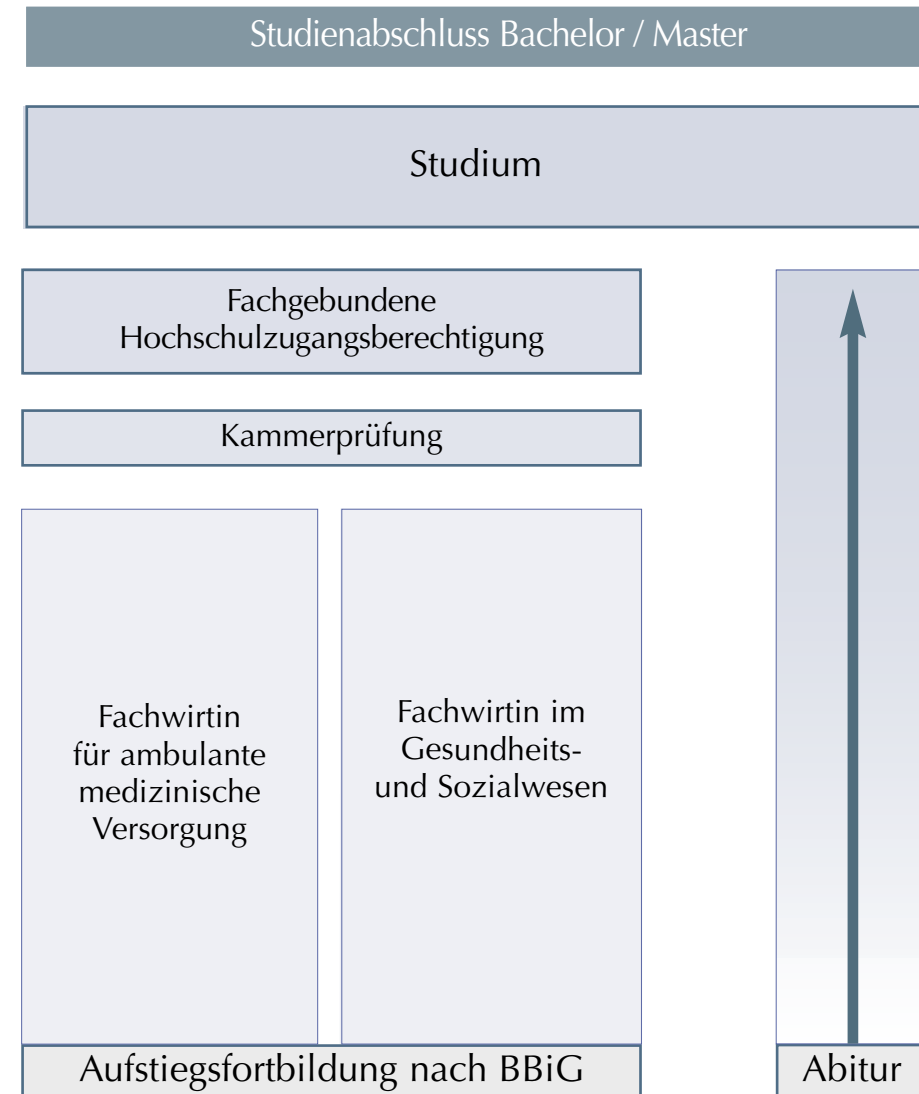 Studienabschluss Bachelor / Master
Studium
Fachgebundene
Hochschulzugangsberechtigung
Kammerprüfung
Fachwirtin
für ambulante
medizinische
Versorgung
Fachwirtin im
Gesundheits-
und Sozialwesen
Aufstiegsfortbildung nach BBiG
Abitur